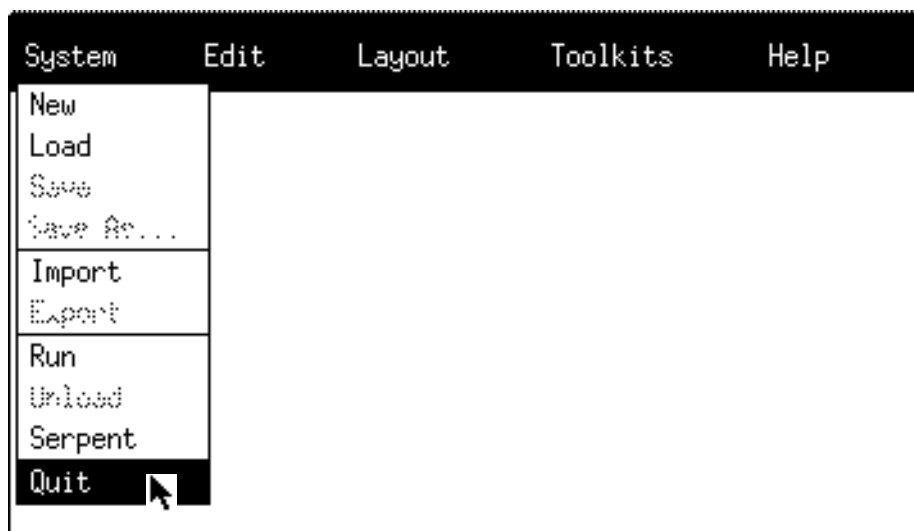 System Edit Layout Toolkits Help
New
Load
Save
Save As...
Import
Export
Run
Unload
Serpent
Quit